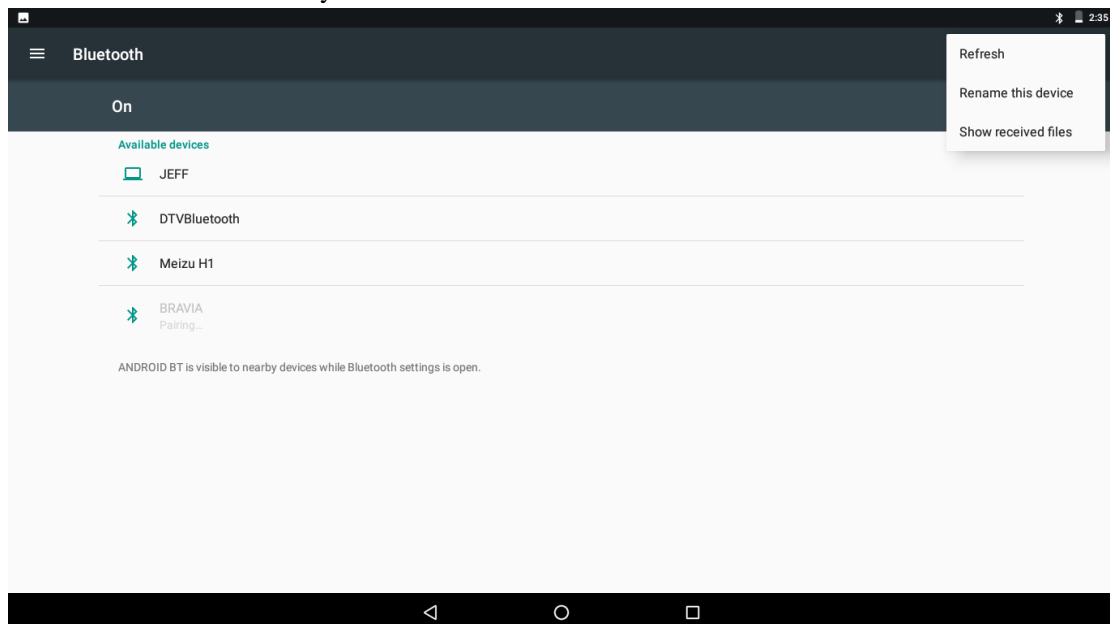 2:35
Bluetooth
Refresh
Rename this device
On
Show received files
Available devices
JEFF
DTVBluetooth
Meizu H1
BRAVIA
Pairing...
ANDROID BT is visible to nearby devices while Bluetooth settings is open.